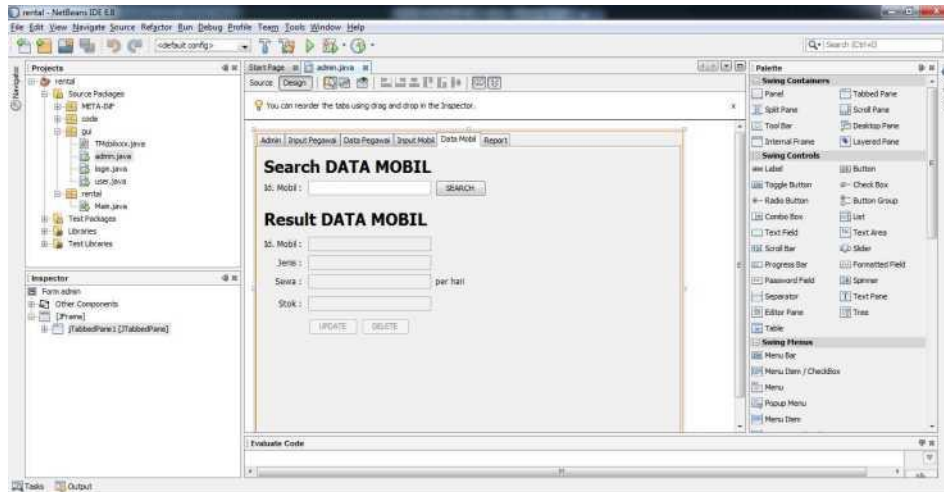 rental - NetBeans IDE 6.8
File Edit View Navigate Source Refactor Run Debug Profile Team Tools Window Help
<default config>
Search (Ctrl+I)
Navigator
Projects
rental
Source Packages
META-INF
code
gui
admin.java
login.java
user.java
rental
Main.java
Test Packages
Libraries
Test Libraries
Inspector
Form admin
Other Components
[JFrame]
jTabbedPane1 [JTabbedPane]
Start Page
admin.java
Source Design
You can reorder the tabs using drag and drop in the Inspector.
Admin Input Pegawai Data Pegawai Input Mobil Data Mobil Report
Search DATA MOBIL
Id. Mobil :
SEARCH
Result DATA MOBIL
Id. Mobil :
Jenis :
Sewa :
per hari
Stok :
UPDATE DELETE
Evaluate Code
Palette
Swing Containers
Panel Tabbed Pane
Split Pane Scroll Pane
Tool Bar Desktop Pane
Internal Frame Layered Pane
Swing Controls
Label Button
Toggle Button Check Box
Radio Button Button Group
Combo Box List
Text Field Text Area
Scroll Bar Slider
Progress Bar Formatted Field
Password Field Spinner
Separator Text Pane
Editor Pane Tree
Table
Swing Menus
Menu Bar
Menu Item / CheckBox
Menu
Popup Menu
Menu Item
Tasks Output